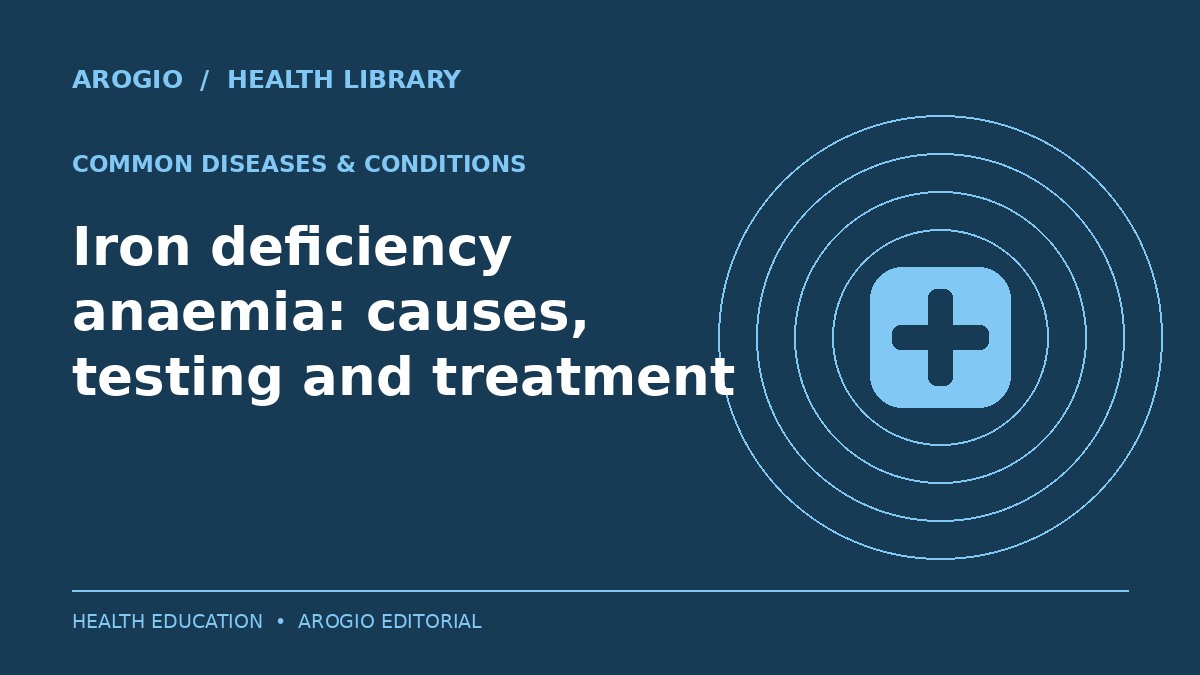 AROGIO / HEALTH LIBRARY
COMMON DISEASES & CONDITIONS
Iron deficiency
anaemia: causes,
testing and treatment
HEALTH EDUCATION • AROGIO EDITORIAL